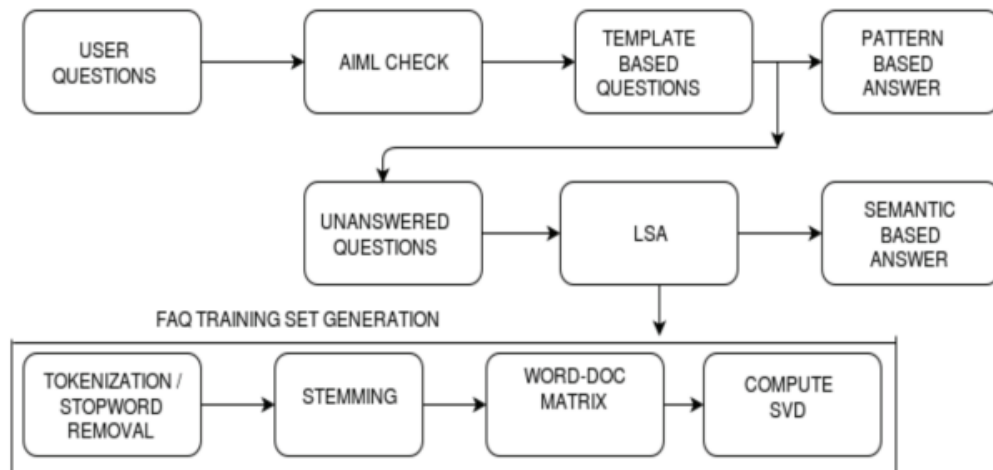 USER
QUESTIONS
AIML CHECK
TEMPLATE
BASED
QUESTIONS
PATTERN
BASED
ANSWER
UNANSWERED
QUESTIONS
LSA
SEMANTIC
BASED
ANSWER
FAQ TRAINING SET GENERATION
TOKENIZATION /
STOPWORD
REMOVAL
STEMMING
WORD-DOC
MATRIX
COMPUTE
SVD